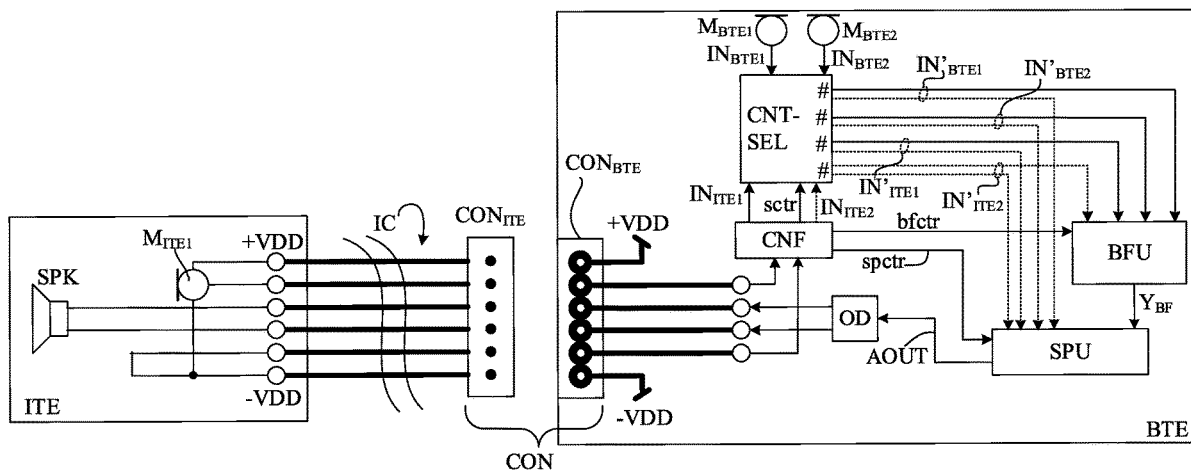 M_BTE1
M_BTE2
IN_BTE1
IN_BTE2
IN'_BTE1
IN'_BTE2
#
#
#
#
CNT-
SEL
IN'_ITE1
IN'_ITE2
CON_BTE
IN_ITE1
sctr
IN_ITE2
IC
CON_ITE
+VDD
M_ITE1
+VDD
CNF
bfctr
BFU
SPK
spctr
Y_BF
OD
AOUT
SPU
-VDD
-VDD
ITE
BTE
CON